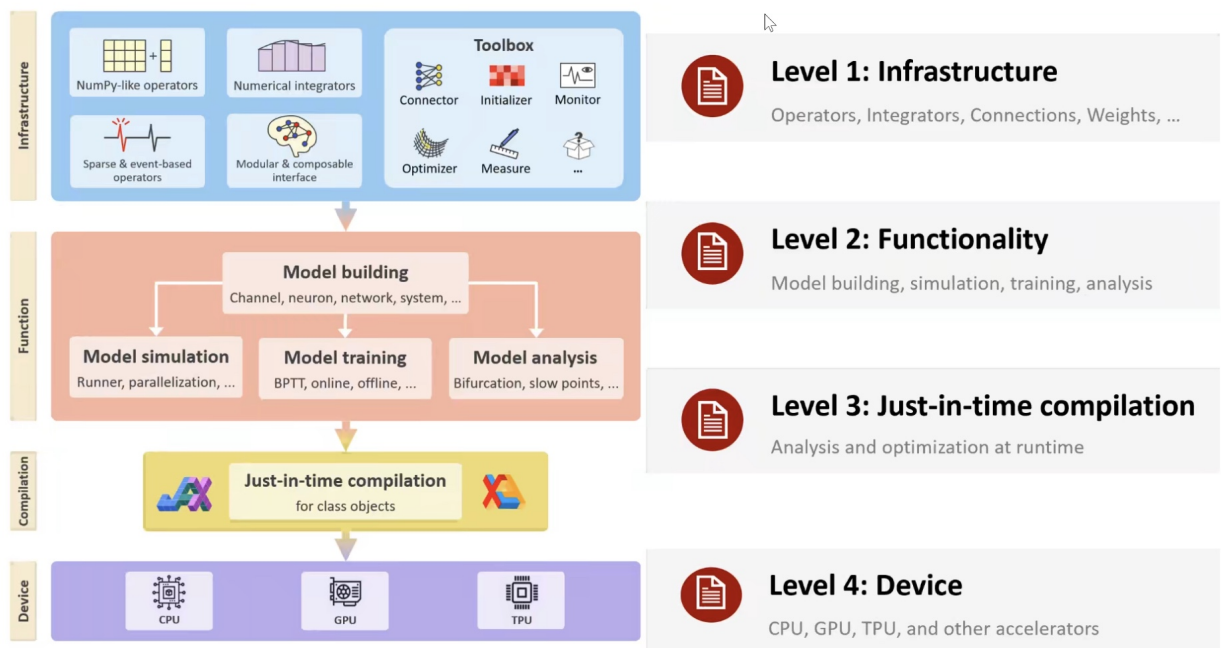 Infrastructure
NumPy-like operators
Numerical integrators
Sparse & event-based
operators
Modular & composable
interface
Toolbox
Connector
Initializer
Monitor
Optimizer
Measure
?
...
Function
Model building
Channel, neuron, network, system, ...
Model simulation
Runner, parallelization, ...
Model training
BPTT, online, offline, ...
Model analysis
Bifurcation, slow points, ...
Compilation
JAX
Just-in-time compilation
for class objects
XLA
Device
CPU
GPU
TPU
Level 1: Infrastructure
Operators, Integrators, Connections, Weights, ...
Level 2: Functionality
Model building, simulation, training, analysis
Level 3: Just-in-time compilation
Analysis and optimization at runtime
Level 4: Device
CPU, GPU, TPU, and other accelerators